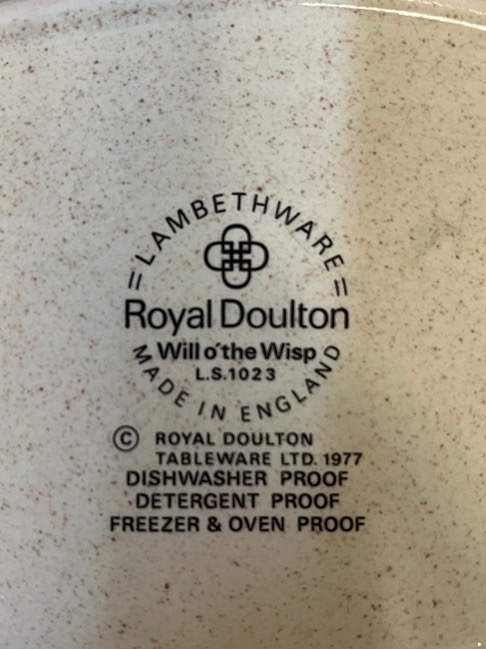 =LAMBETHWARE=
Royal Doulton
Will o'the Wisp
L.S.1023
MADE IN ENGLAND
© ROYAL DOULTON
TABLEWARE LTD. 1977
DISHWASHER PROOF
DETERGENT PROOF
FREEZER & OVEN PROOF